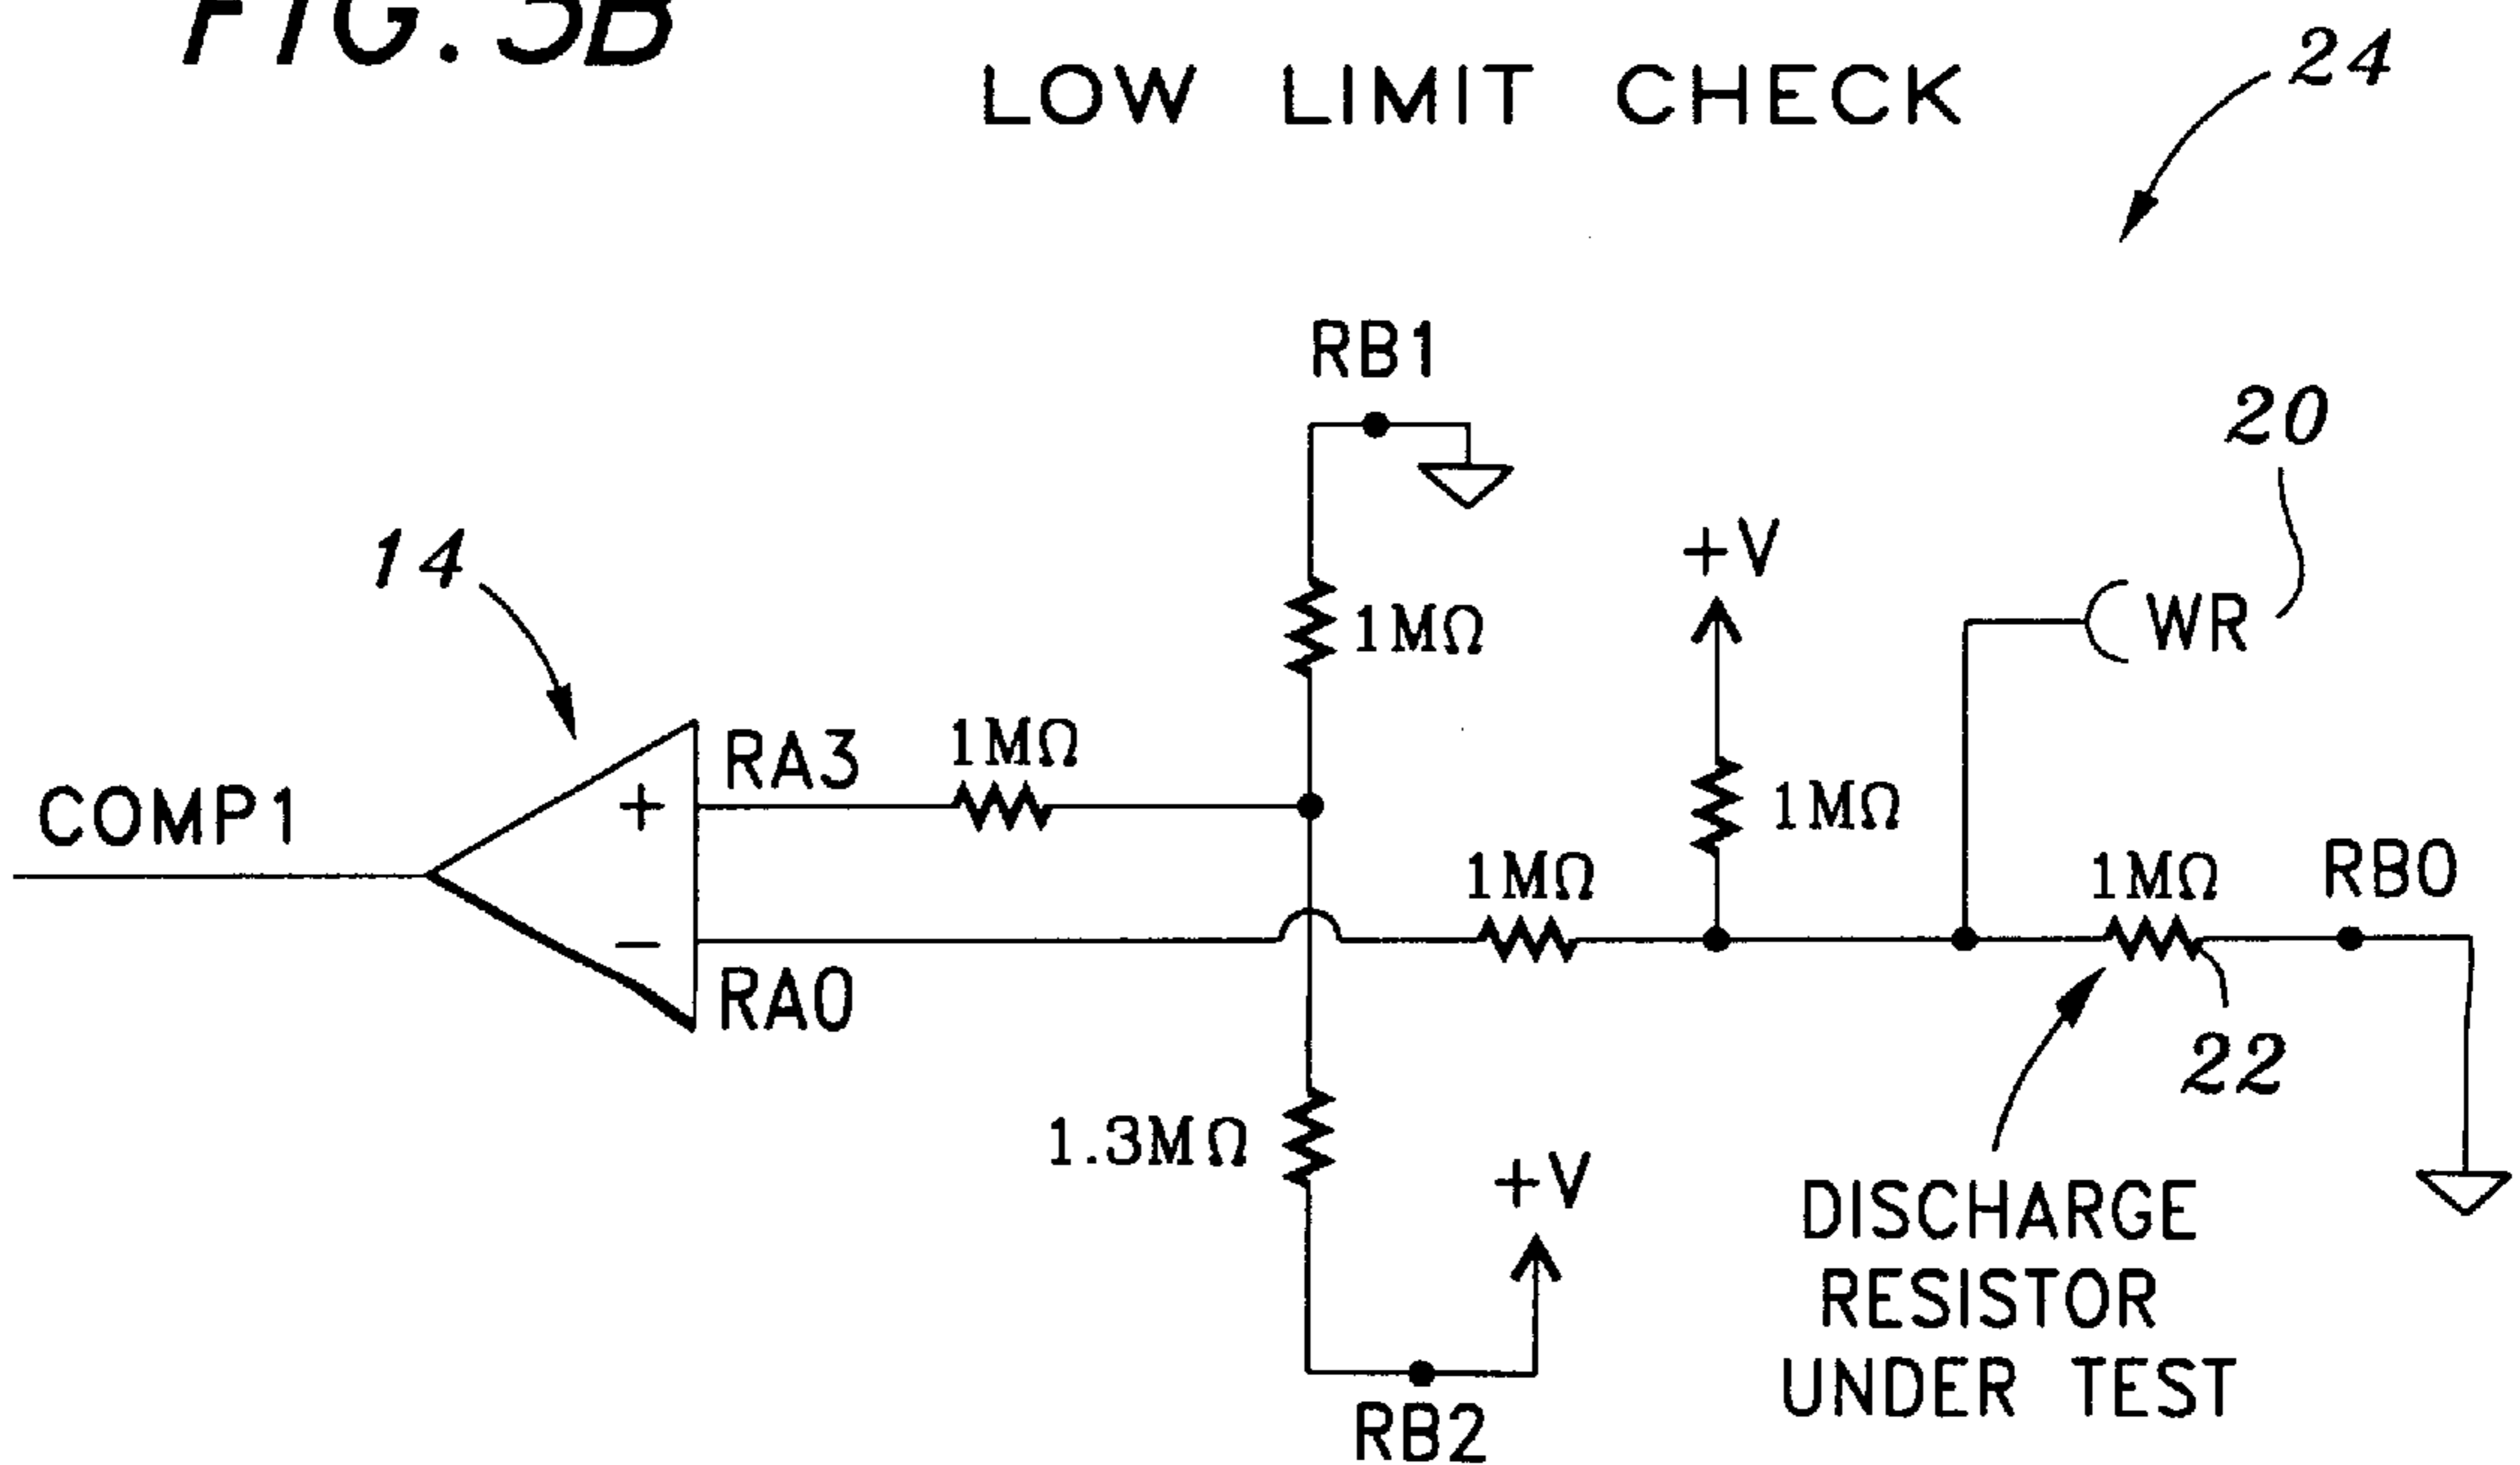 FIG. 5B
LOW LIMIT CHECK
24
RB1
20
+V
14
1MΩ
WR
RA3
1MΩ
COMP1
+
1MΩ
1MΩ
1MΩ
RB0
−
RA0
22
1.3MΩ
+V
DISCHARGE
RESISTOR
UNDER TEST
RB2